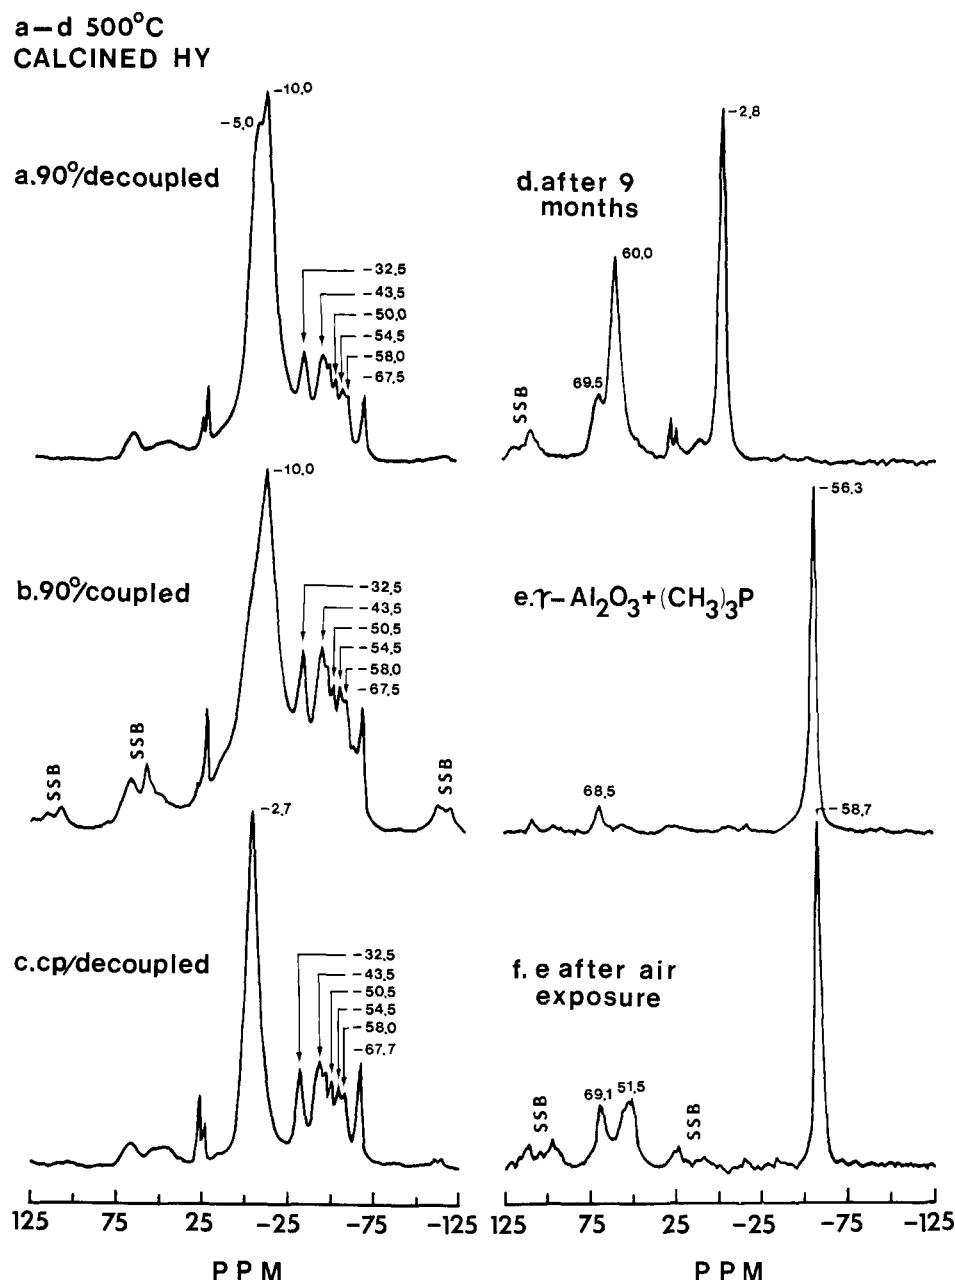 a–d 500°C
CALCINED HY
a.90°/decoupled
-5,0
-10,0
-32,5
-43,5
-50,0
-54,5
-58,0
-67,5
b.90°/coupled
-10,0
-32,5
-43,5
-50,5
-54,5
-58,0
-67,5
SSB
SSB
SSB
c.cp/decoupled
-2,7
-32,5
-43,5
-50,5
-54,5
-58,0
-67,7
125 75 25 -25 -75 -125
PPM
d.after 9
months
-2,8
60,0
69,5
SSB
e.γ-Al2O3+(CH3)3P
-56,3
68,5
f. e after air
exposure
-58,7
69,1
51,5
SSB
SSB
125 75 25 -25 -75 -125
PPM